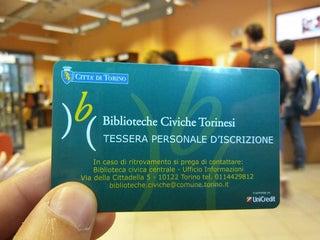 CITTÀ DI TORINO
)b(
Biblioteche Civiche Torinesi
TESSERA PERSONALE D'ISCRIZIONE
In caso di ritrovamento si prega di contattare:
Biblioteca civica centrale - Ufficio Informazioni
Via della Cittadella 5 - 10122 Torino tel. 0114429812
biblioteche.civiche@comune.torino.it
UniCredit